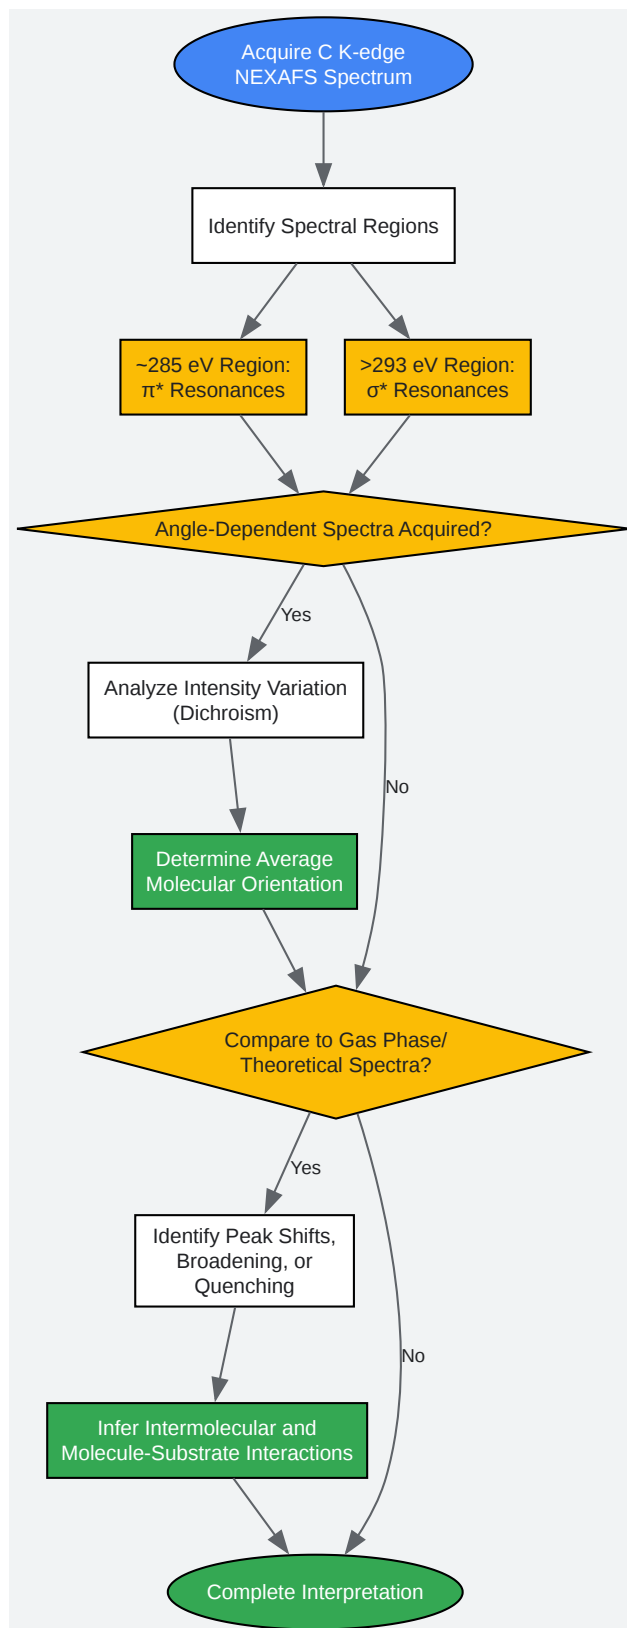 Acquire C K-edge
NEXAFS Spectrum
Identify Spectral Regions
~285 eV Region:
π* Resonances
>293 eV Region:
σ* Resonances
Angle-Dependent Spectra Acquired?
Yes
Analyze Intensity Variation
(Dichroism)
No
Determine Average
Molecular Orientation
Compare to Gas Phase/
Theoretical Spectra?
Yes
Identify Peak Shifts,
Broadening, or
Quenching
No
Infer Intermolecular and
Molecule-Substrate Interactions
Complete Interpretation